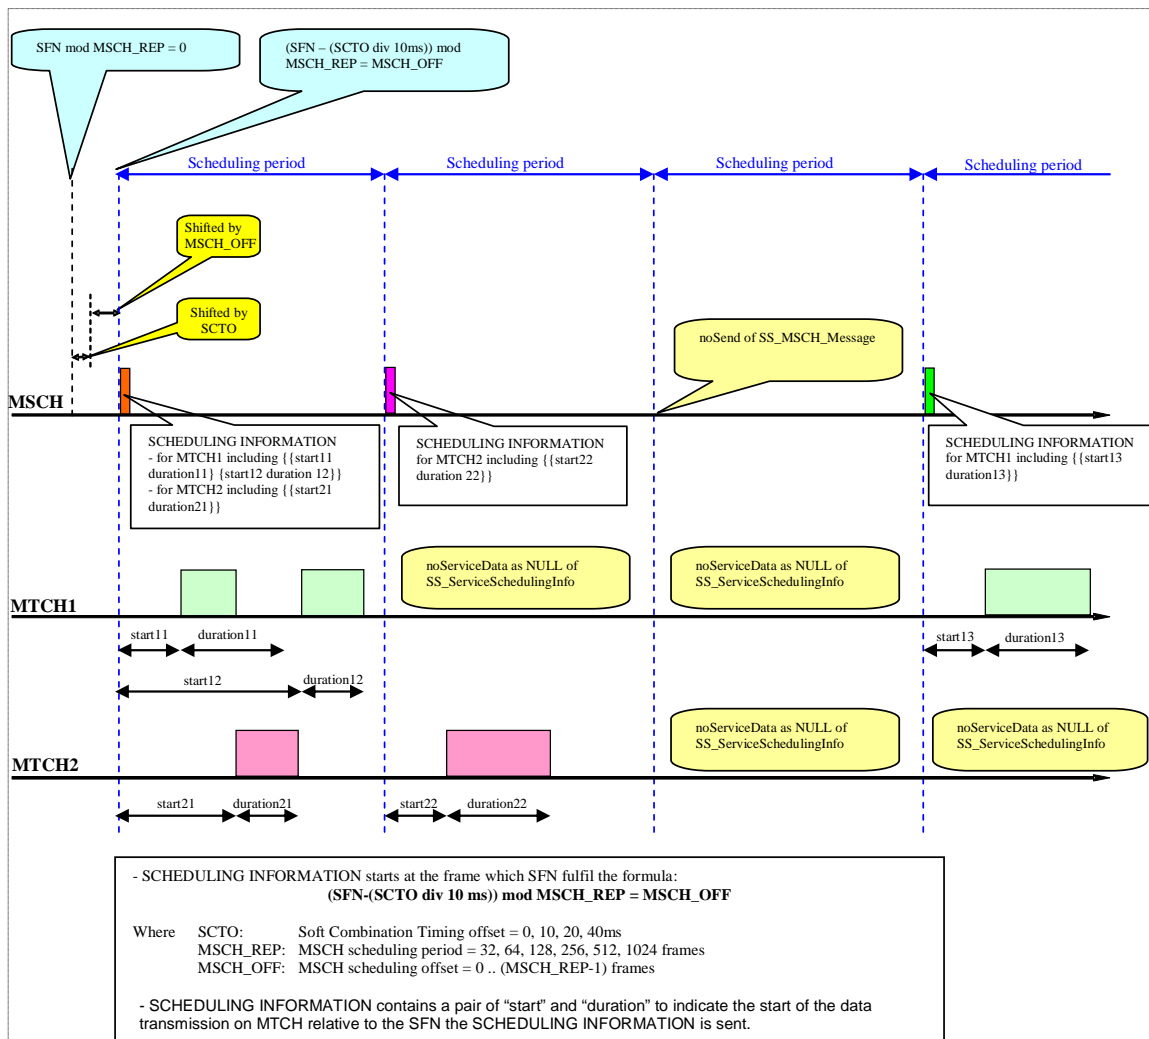 SFN mod MSCH_REP = 0
(SFN – (SCTO div 10ms)) mod
MSCH_REP = MSCH_OFF
Scheduling period
Scheduling period
Scheduling period
Scheduling period
Shifted by
MSCH_OFF
Shifted by
SCTO
noSend of SS_MSCH_Message
MSCH
SCHEDULING INFORMATION
- for MTCH1 including {{start11
duration11} {start12 duration 12}}
- for MTCH2 including {{start21
duration21}}
SCHEDULING INFORMATION
for MTCH2 including {{start22
duration 22}}
SCHEDULING INFORMATION
for MTCH1 including {{start13
duration13}}
noServiceData as NULL of
SS_ServiceSchedulingInfo
noServiceData as NULL of
SS_ServiceSchedulingInfo
MTCH1
start11
duration11
start13
duration13
start12
duration12
noServiceData as NULL of
SS_ServiceSchedulingInfo
noServiceData as NULL of
SS_ServiceSchedulingInfo
MTCH2
start21
duration21
start22
duration22
- SCHEDULING INFORMATION starts at the frame which SFN fulfil the formula:
(SFN-(SCTO div 10 ms)) mod MSCH_REP = MSCH_OFF
Where SCTO: Soft Combination Timing offset = 0, 10, 20, 40ms
MSCH_REP: MSCH scheduling period = 32, 64, 128, 256, 512, 1024 frames
MSCH_OFF: MSCH scheduling offset = 0 .. (MSCH_REP-1) frames
- SCHEDULING INFORMATION contains a pair of “start” and “duration” to indicate the start of the data
transmission on MTCH relative to the SFN the SCHEDULING INFORMATION is sent.